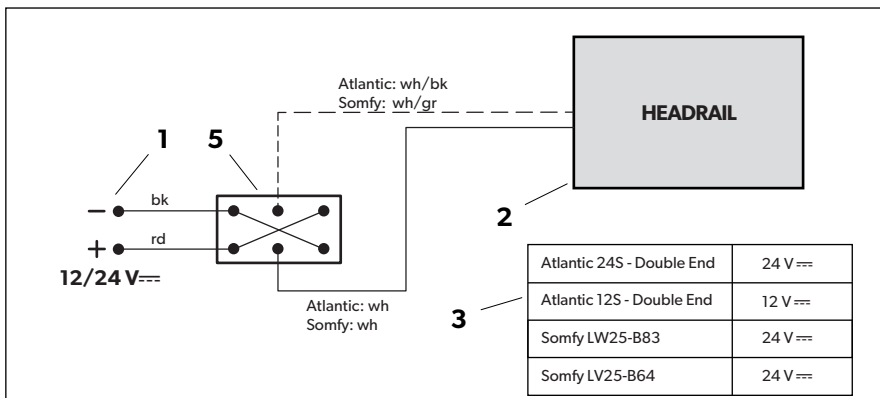 Atlantic: wh/bk
Somfy: wh/gr
HEADRAIL
1
5
bk
−
rd
+
12/24 V⎓
2
Atlantic: wh
Somfy: wh
3
Atlantic 24S - Double End 24 V⎓
Atlantic 12S - Double End 12 V⎓
Somfy LW25-B83 24 V⎓
Somfy LV25-B64 24 V⎓